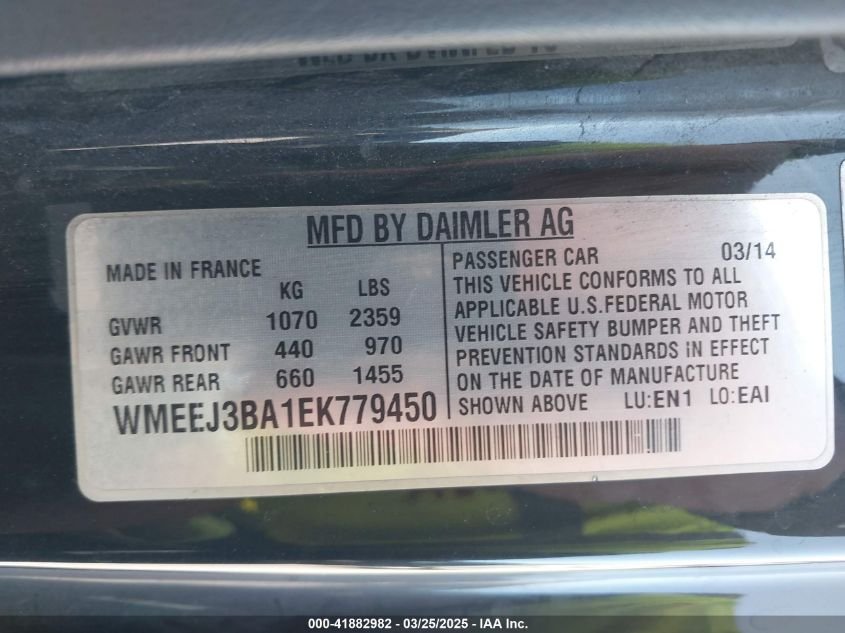 MFD BY DAIMLER AG
MADE IN FRANCE
KG LBS
GVWR 1070 2359
GAWR FRONT 440 970
GAWR REAR 660 1455
WMEEJ3BA1EK779450
PASSENGER CAR 03/14
THIS VEHICLE CONFORMS TO ALL
APPLICABLE U.S.FEDERAL MOTOR
VEHICLE SAFETY BUMPER AND THEFT
PREVENTION STANDARDS IN EFFECT
ON THE DATE OF MANUFACTURE
SHOWN ABOVE LU:EN1 LO:EAI
000-41882982 - 03/25/2025 - COPYRIGHT IAA, INC.